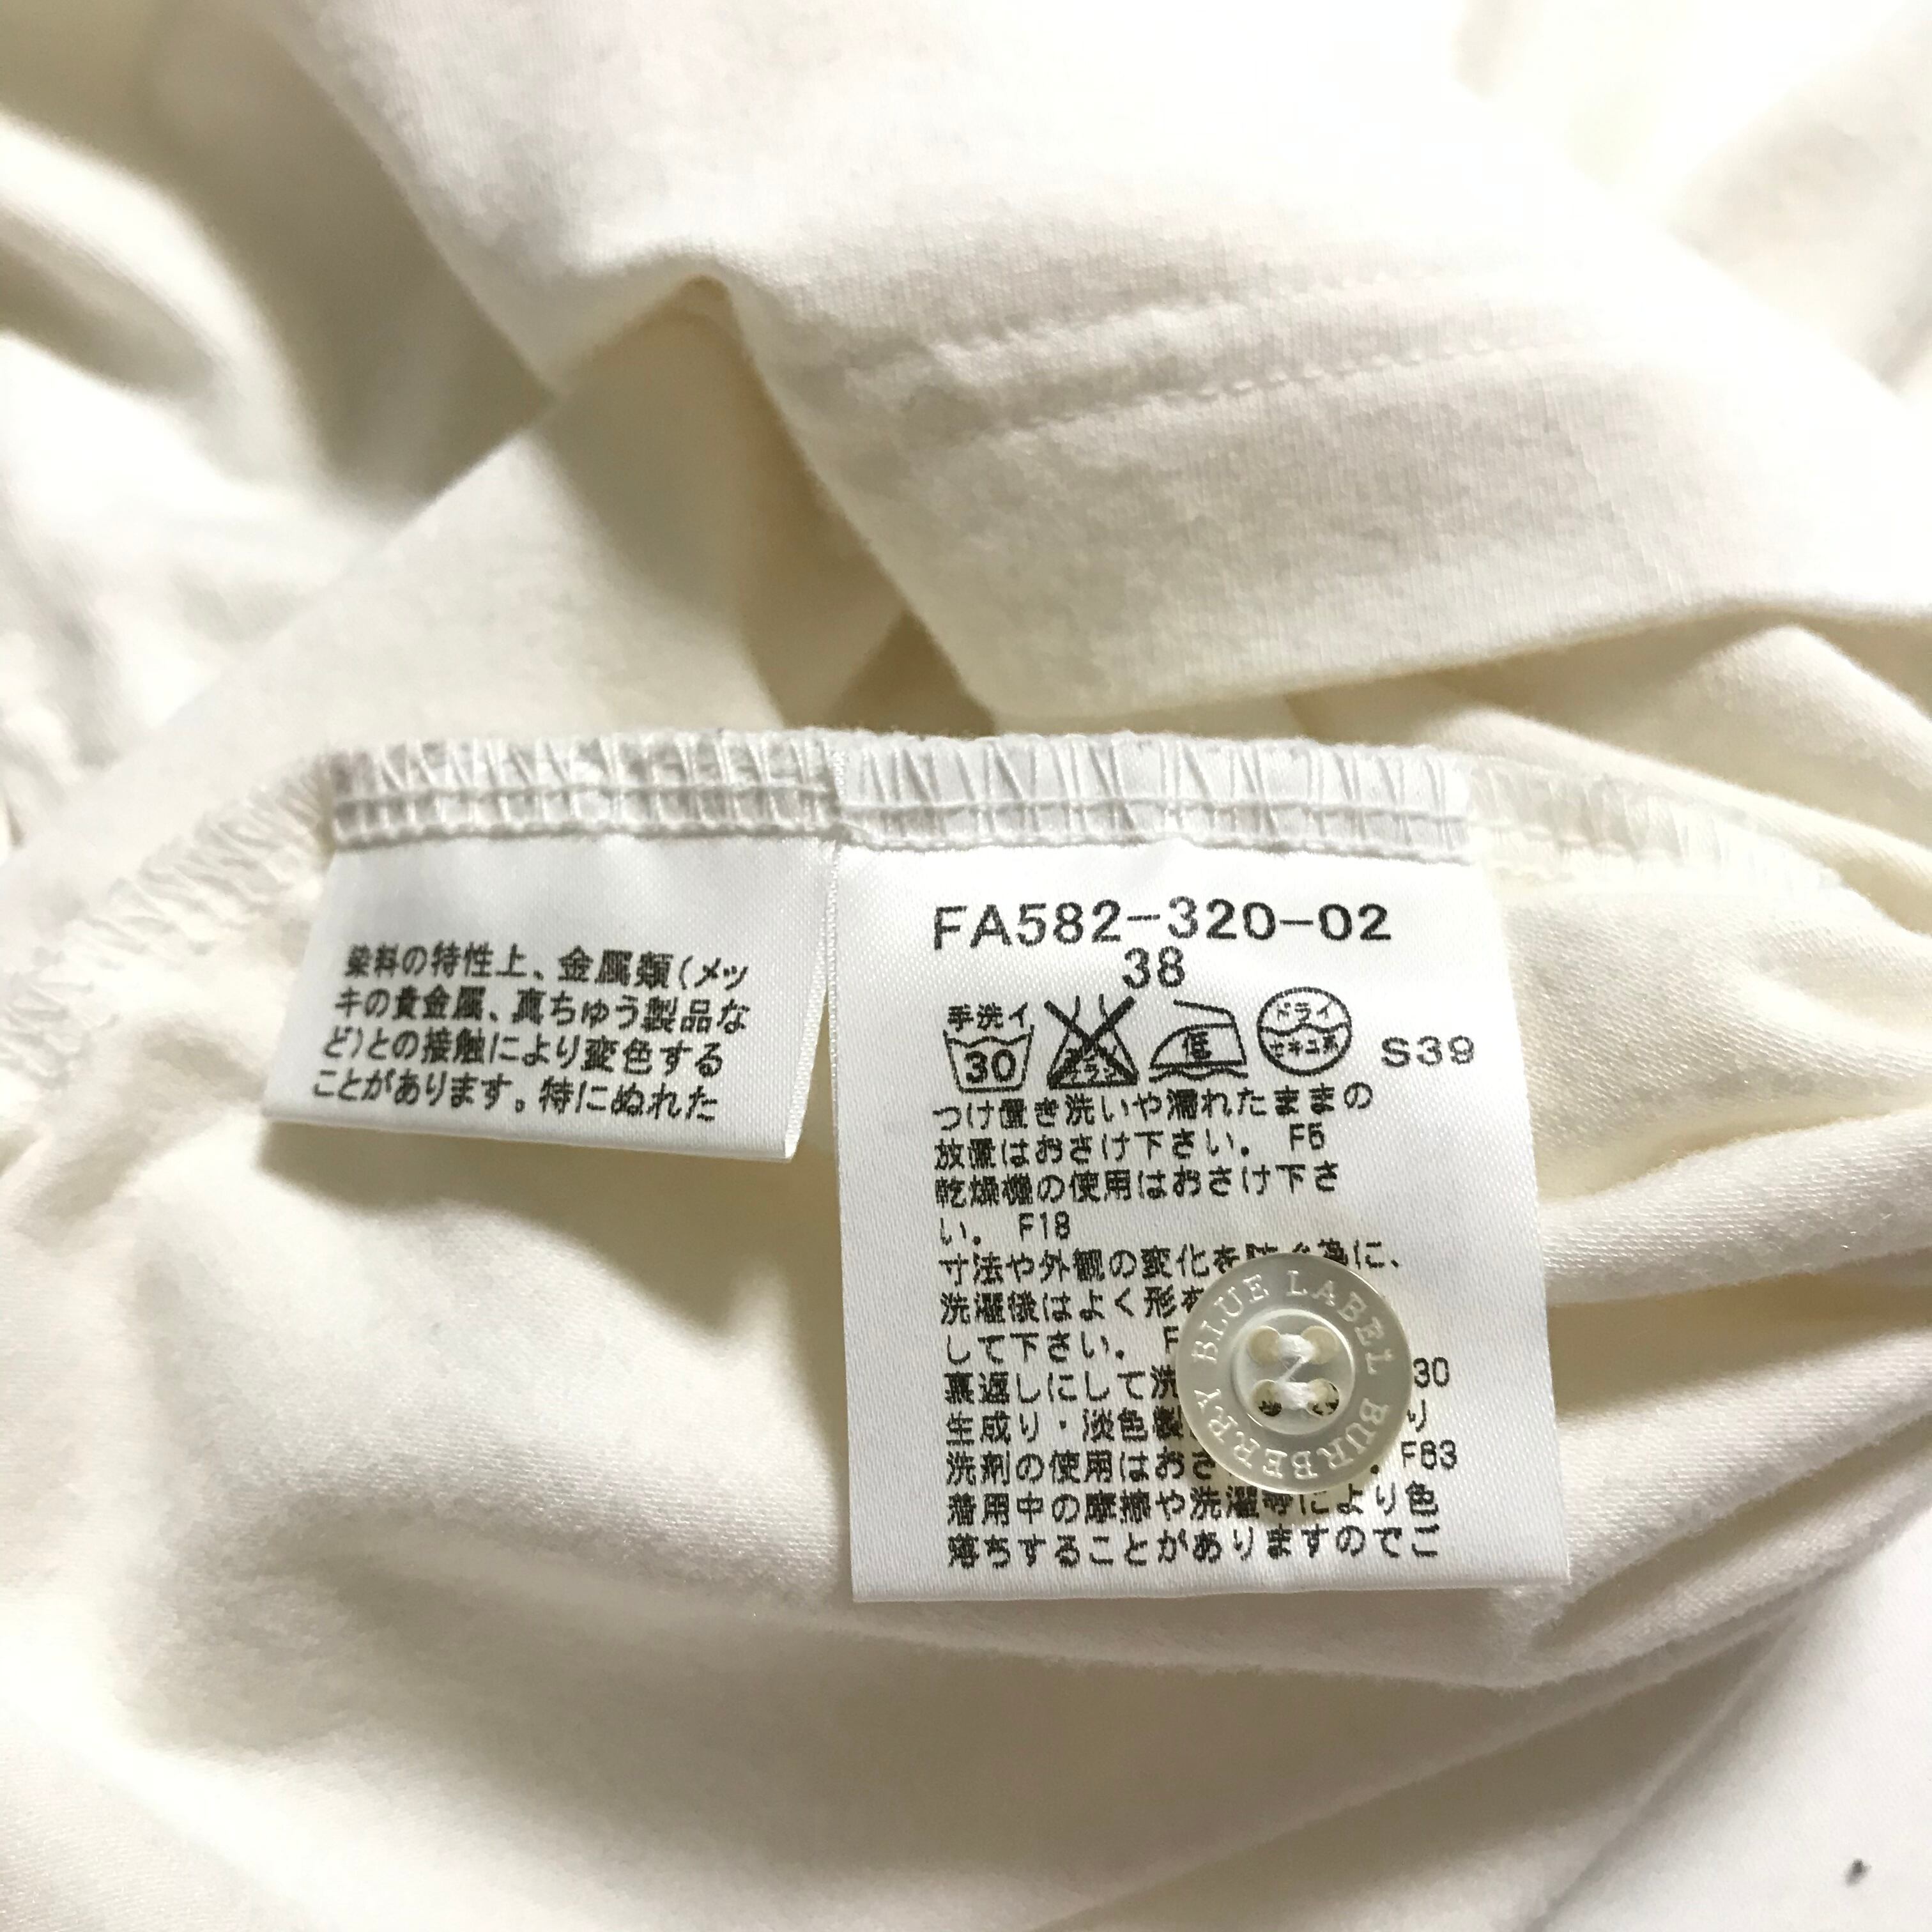 染料の特性上、金属類(メッ
キの貴金属、真ちゅう製品な
ど)との接触により変色する
ことがあります。特にぬれた
FA582-320-02
38
手洗イ
30
低
ドライ
セキユ系
S39
つけ置き洗いや濡れたままの
放置はおさけ下さい。 F5
乾燥機の使用はおさけ下さ
い。 F18
寸法や外観の変化を防ぐ為に、
洗濯後はよく形を
して下さい。 F
裏返しにして洗 30
生成り・淡色製 り
洗剤の使用はおさ 。F63
着用中の摩擦や洗濯等により色
落ちすることがありますのでご
BLUE LABEL BURBERRY